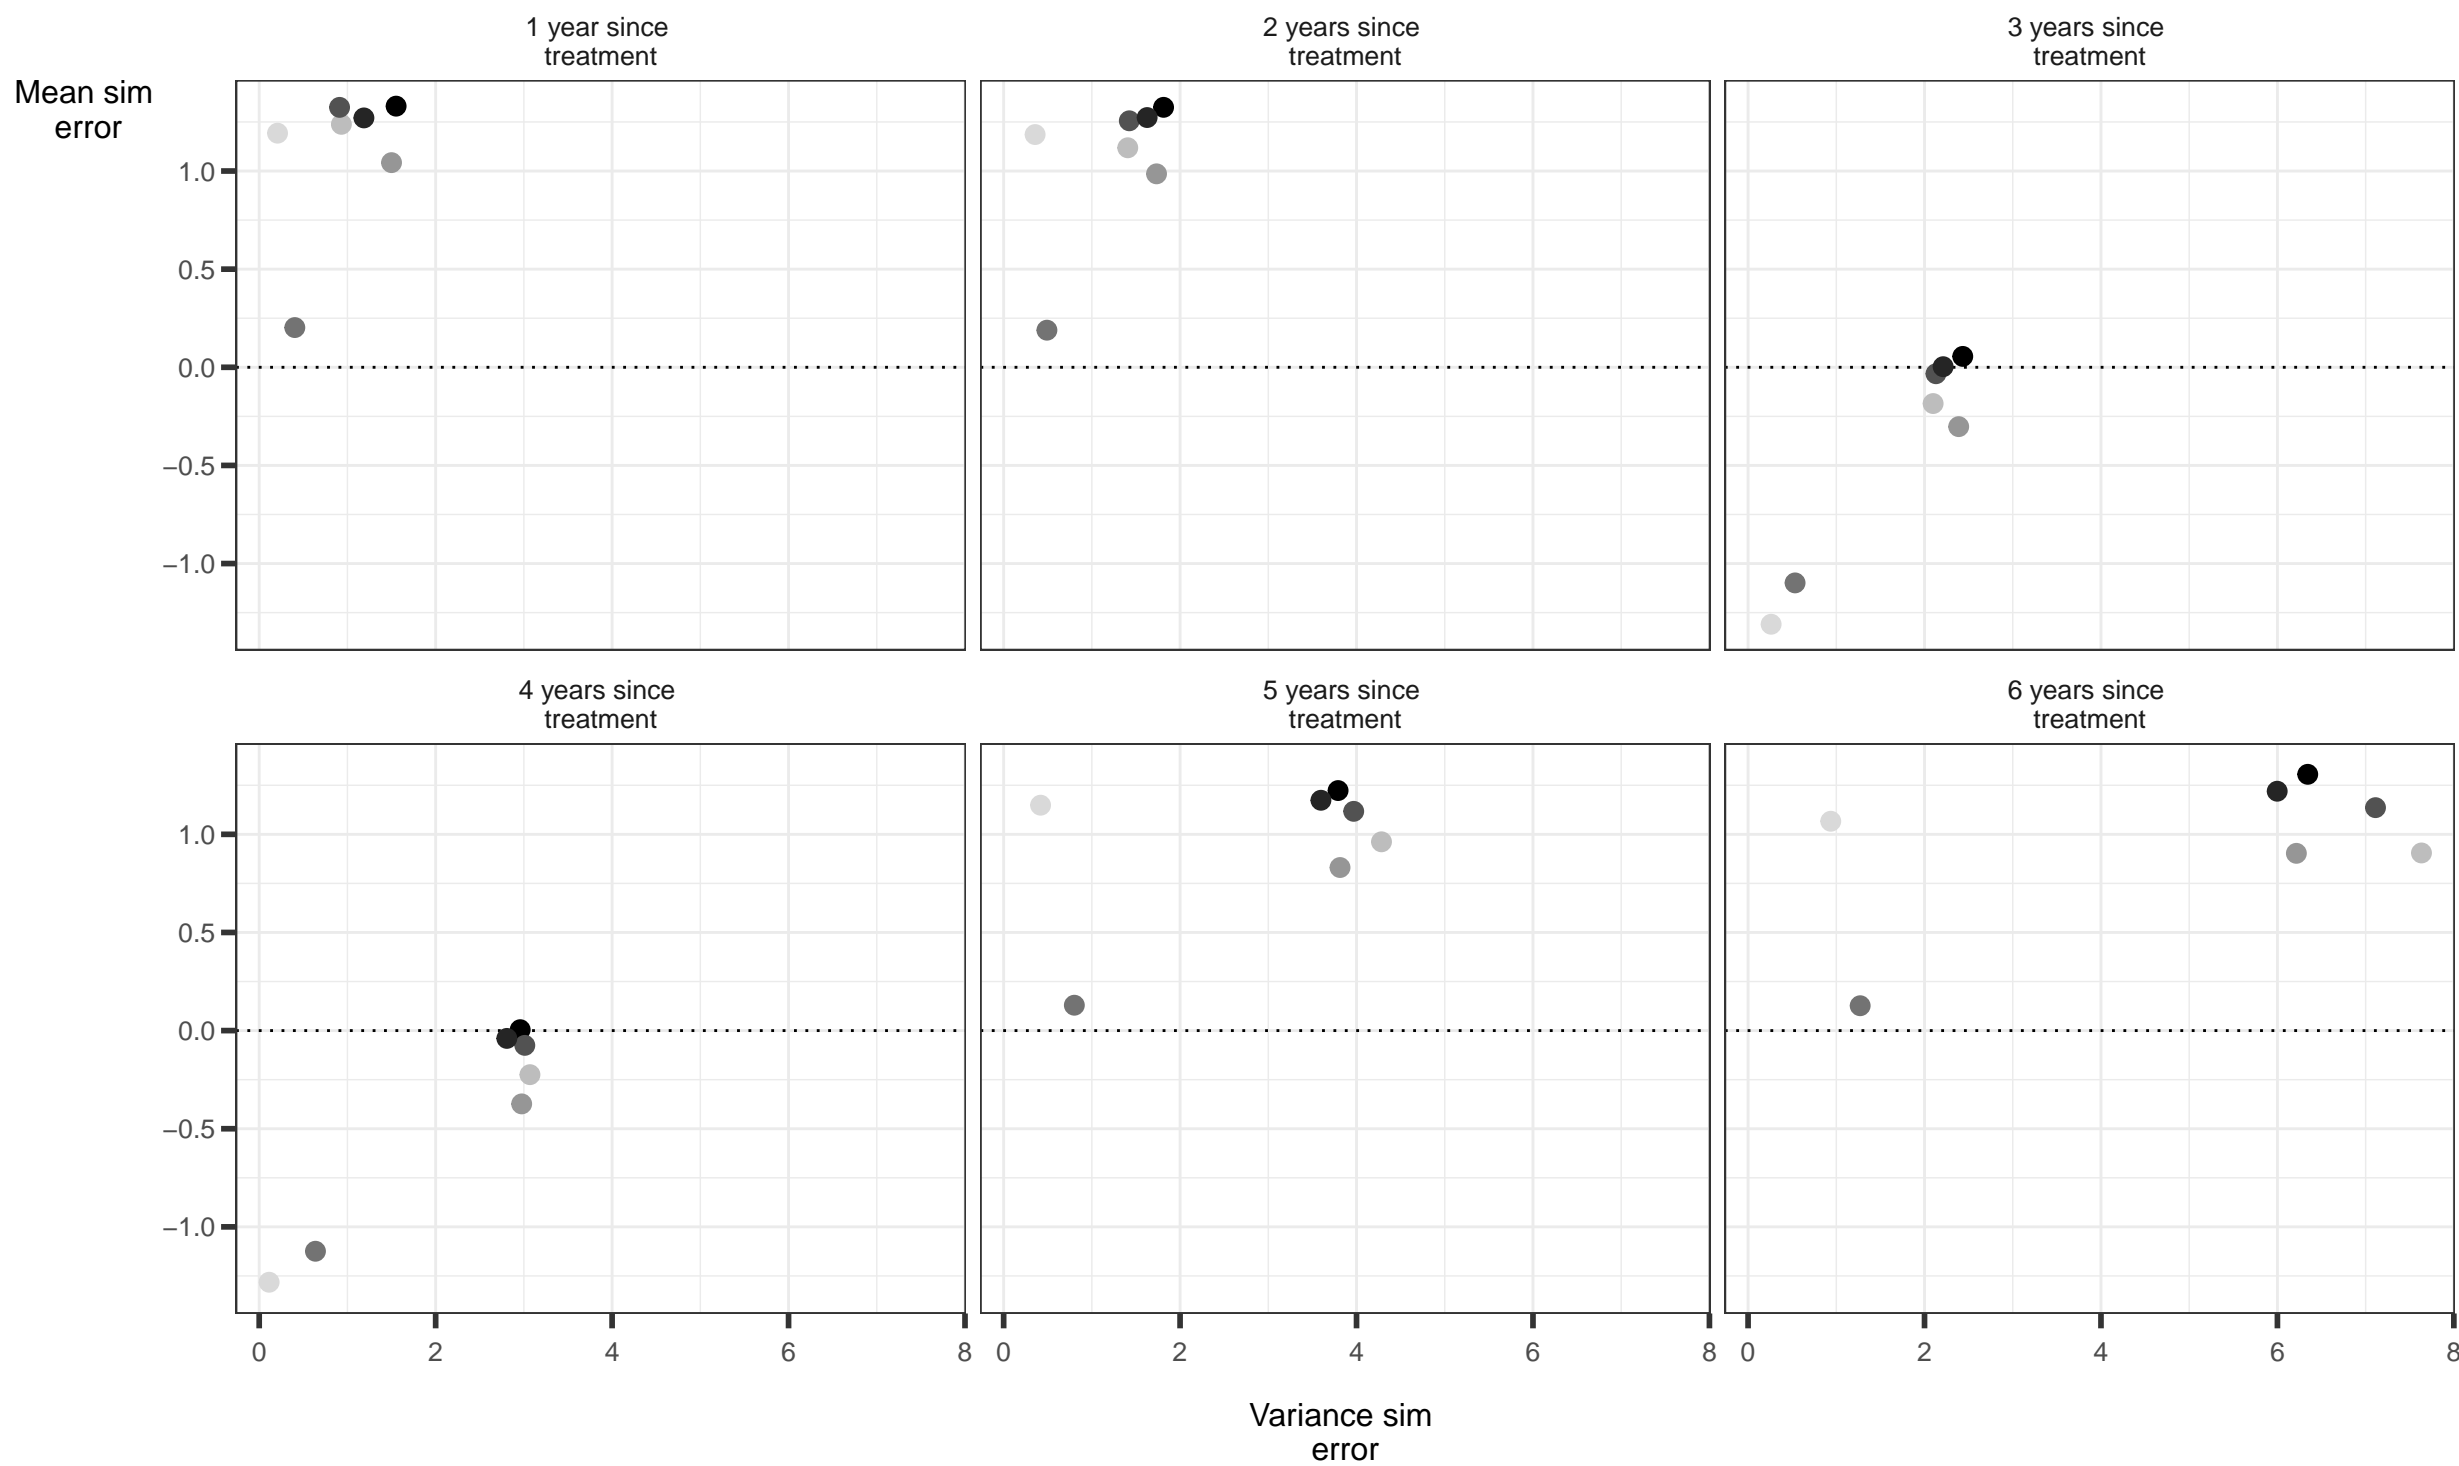 1 year since
treatment
2 years since
treatment
3 years since
treatment
Mean sim
error
1.0
0.5
0.0
−0.5
−1.0
4 years since
treatment
5 years since
treatment
6 years since
treatment
1.0
0.5
0.0
−0.5
−1.0
0 2 4 6 8 0 2 4 6 8 0 2 4 6 8
Variance sim
error